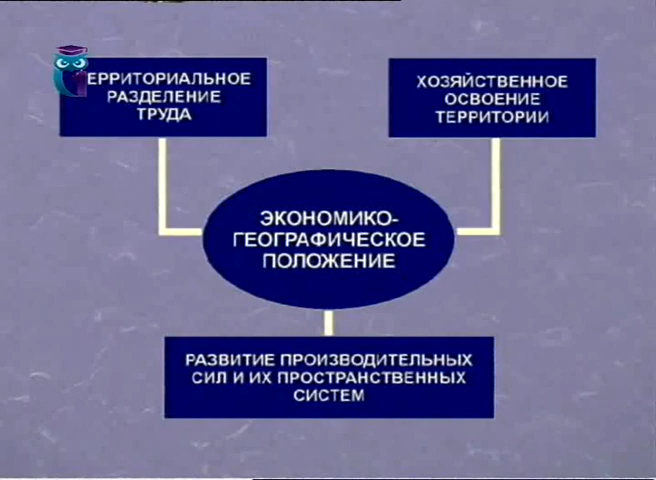 ЕРРИТОРИАЛЬНОЕ
РАЗДЕЛЕНИЕ
ТРУДА
ХОЗЯЙСТВЕННОЕ
ОСВОЕНИЕ
ТЕРРИТОРИИ
ЭКОНОМИКО-
ГЕОГРАФИЧЕСКОЕ
ПОЛОЖЕНИЕ
РАЗВИТИЕ ПРОИЗВОДИТЕЛЬНЫХ
СИЛ И ИХ ПРОСТРАНСТВЕННЫХ
СИСТЕМ